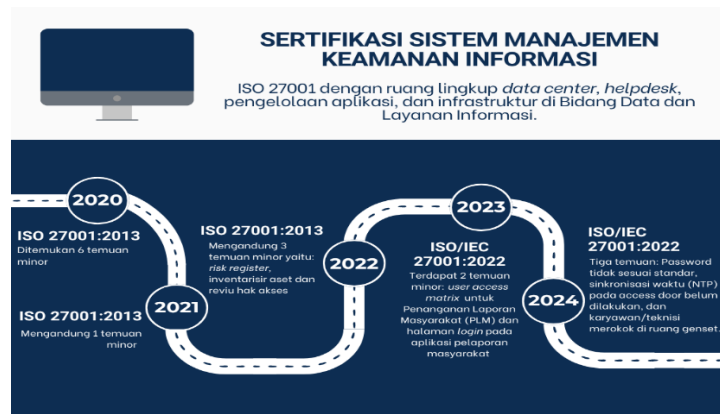 SERTIFIKASI SISTEM MANAJEMEN
KEAMANAN INFORMASI
ISO 27001 dengan ruang lingkup data center, helpdesk,
pengelolaan aplikasi, dan infrastruktur di Bidang Data dan
Layanan Informasi.
2020
ISO 27001:2013
Ditemukan 6 temuan
minor
2021
ISO 27001:2013
Mengandung 1 temuan
minor
2022
ISO 27001:2013
Mengandung 3
temuan minor yaitu:
risk register,
inventarisir aset dan
reviu hak akses
2023
ISO/IEC
27001:2022
Terdapat 2 temuan
minor: user access
matrix untuk
Penanganan Laporan
Masyarakat (PLM) dan
halaman login pada
aplikasi pelaporan
masyarakat
2024
ISO/IEC
27001:2022
Tiga temuan: Password
tidak sesuai standar,
sinkronisasi waktu (NTP)
pada access door belum
dilakukan, dan
karyawan/teknisi
merokok di ruang genset.